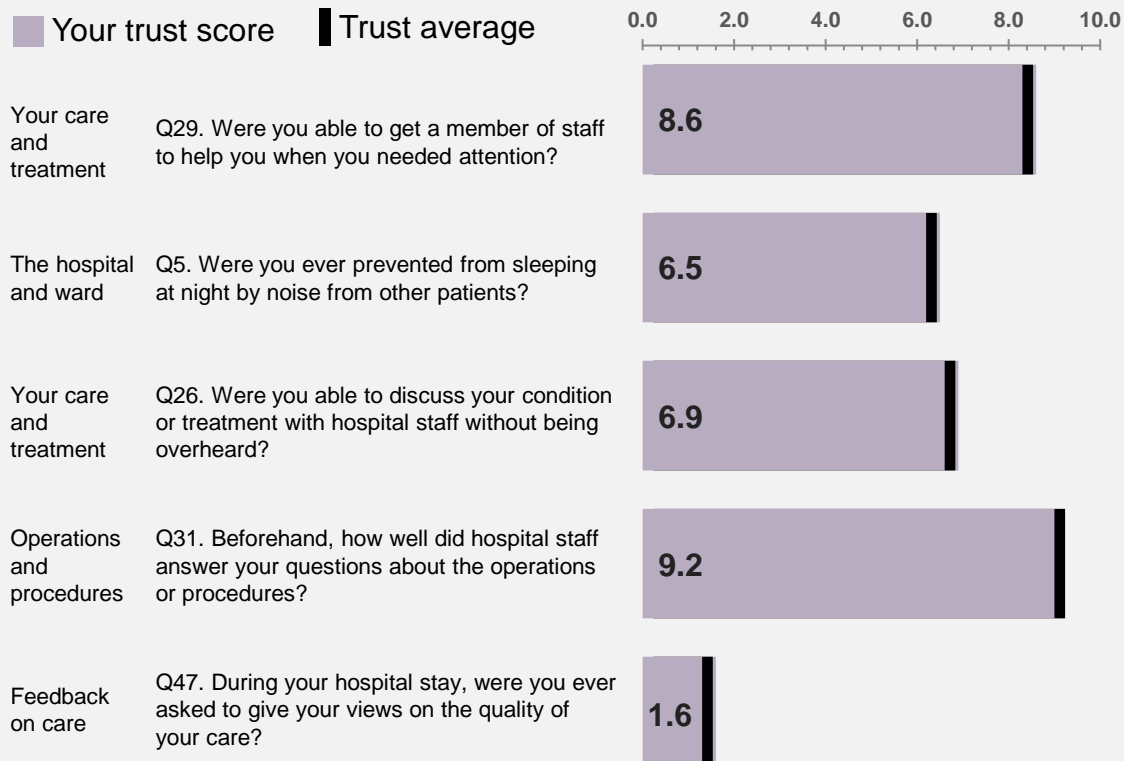 Your trust score
Trust average
0.0 2.0 4.0 6.0 8.0 10.0
Your care
and
treatment
Q29. Were you able to get a member of staff
to help you when you needed attention?
8.6
The hospital
and ward
Q5. Were you ever prevented from sleeping
at night by noise from other patients?
6.5
Your care
and
treatment
Q26. Were you able to discuss your condition
or treatment with hospital staff without being
overheard?
6.9
Operations
and
procedures
Q31. Beforehand, how well did hospital staff
answer your questions about the operations
or procedures?
9.2
Feedback
on care
Q47. During your hospital stay, were you ever
asked to give your views on the quality of
your care?
1.6